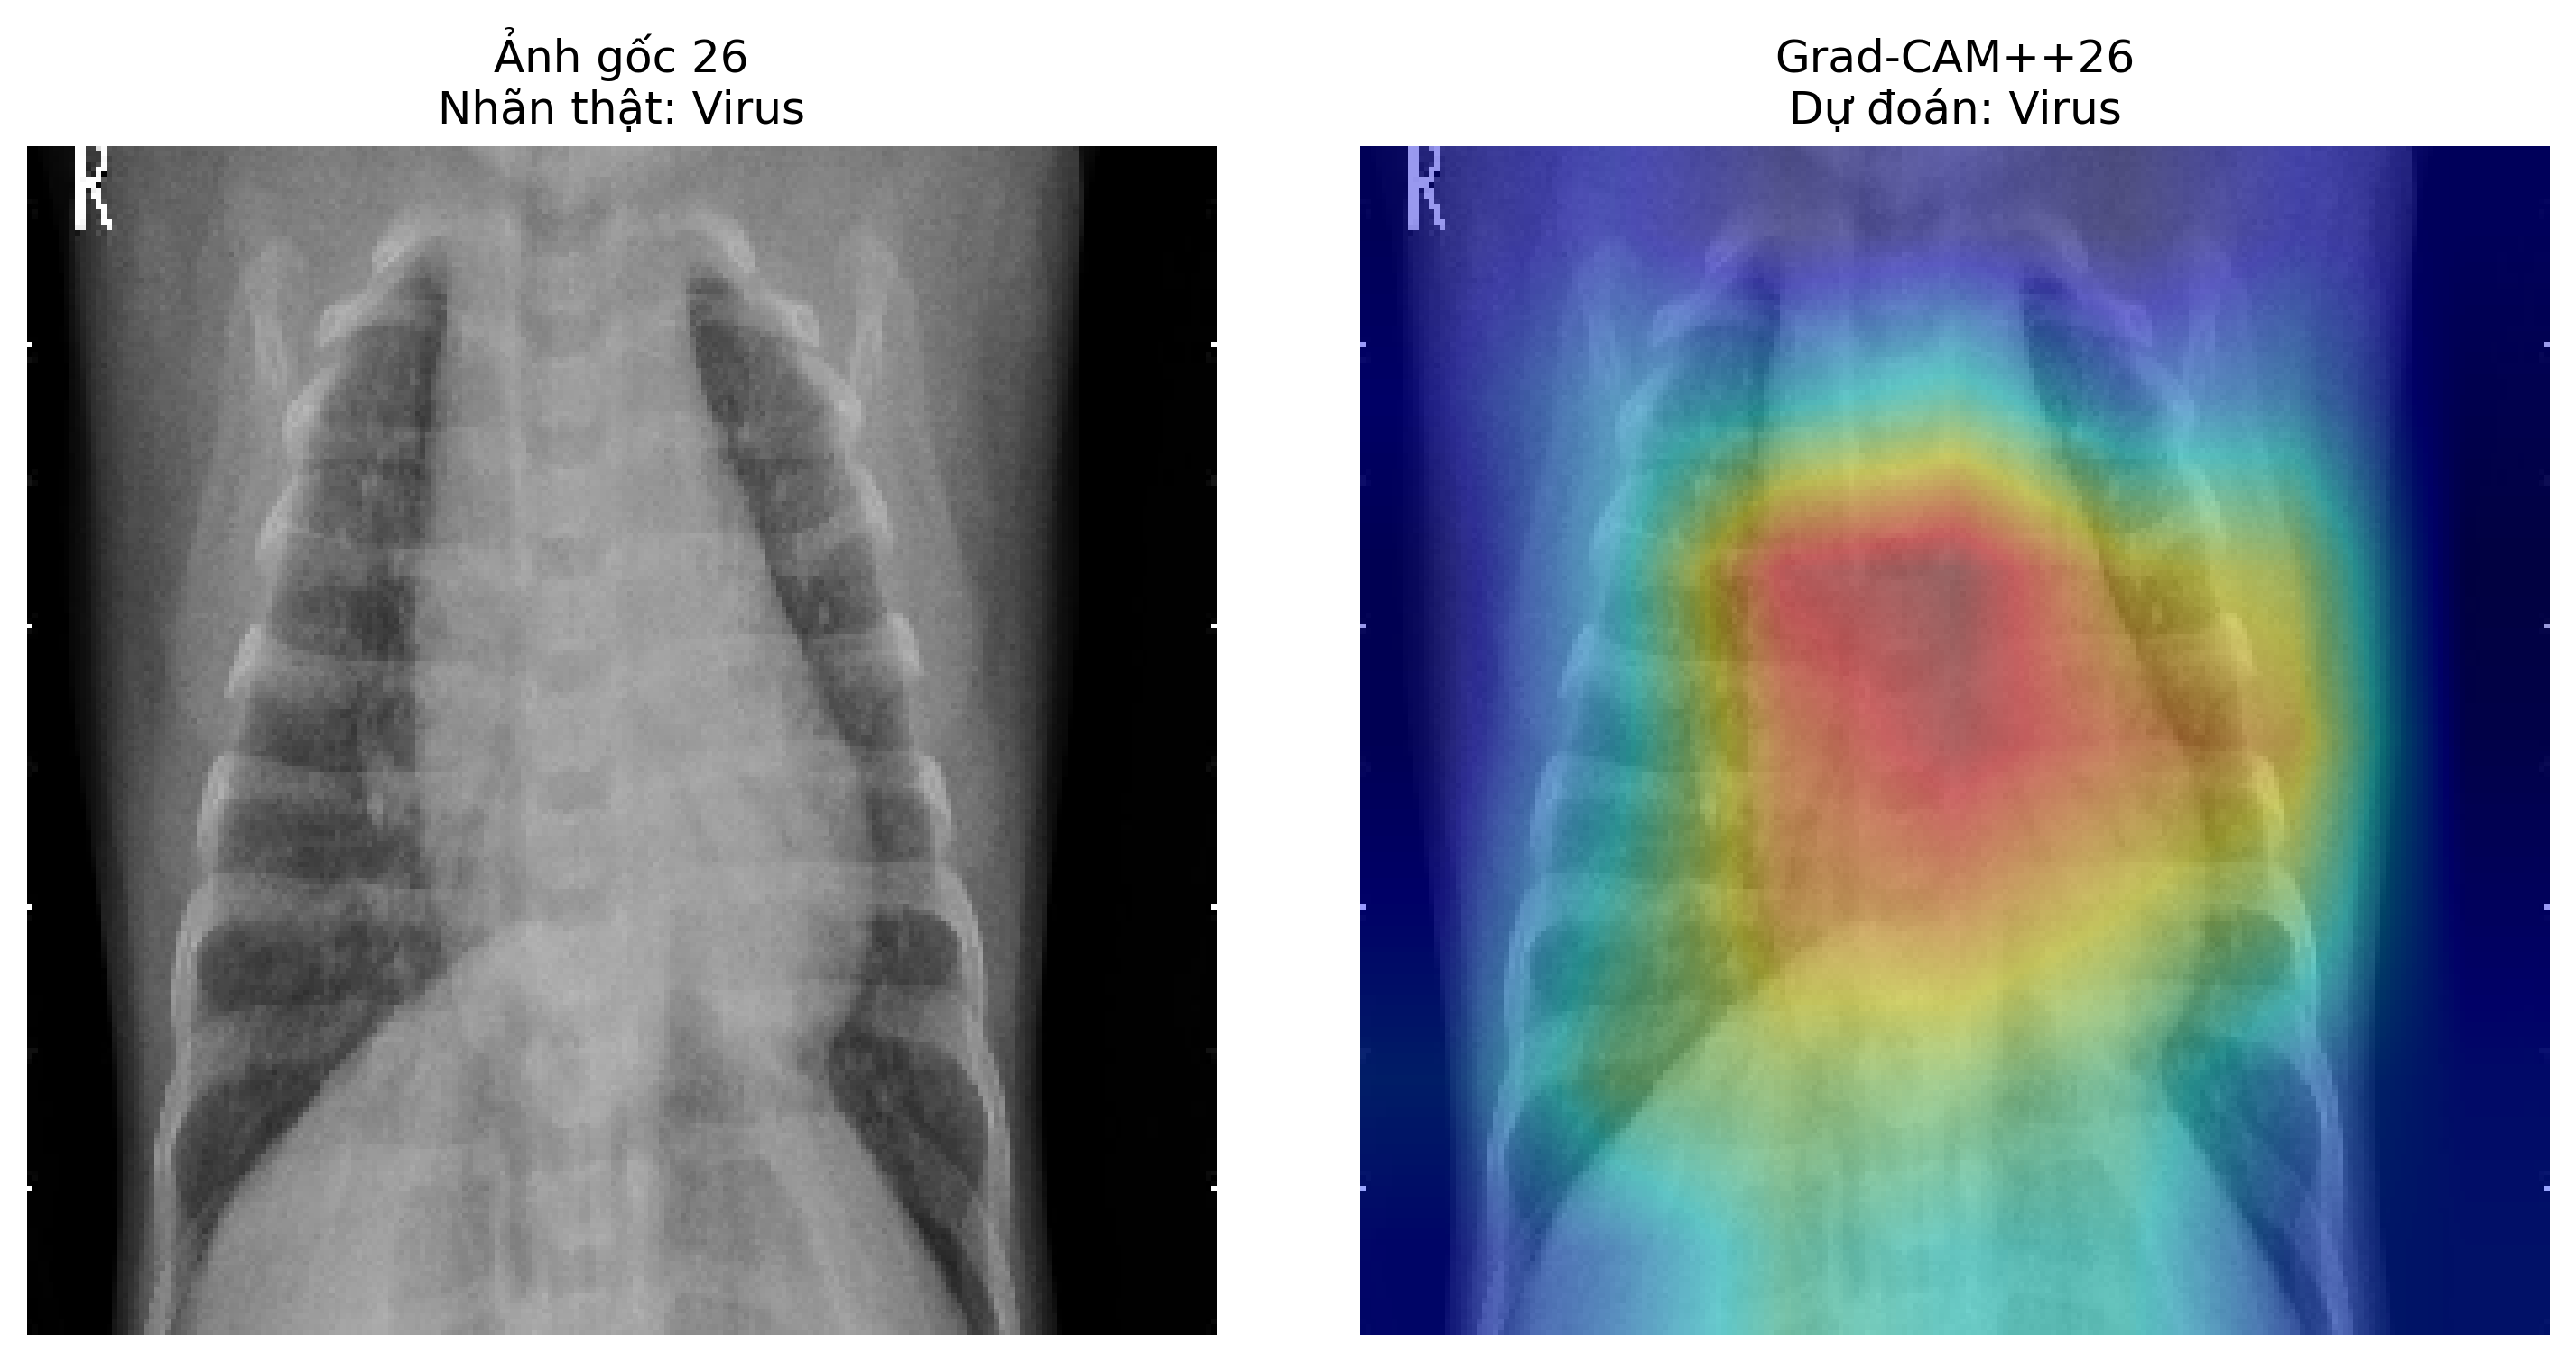 Ảnh gốc 26
Nhãn thật: Virus
Grad-CAM++26
Dự đoán: Virus
R